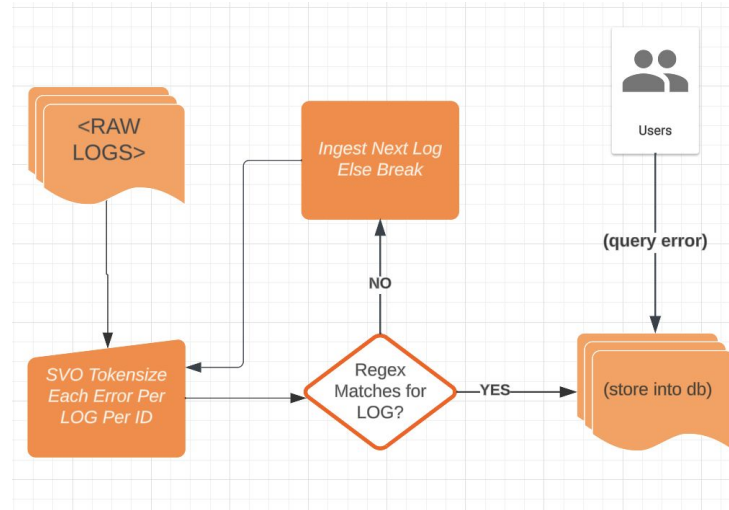 <RAW
LOGS>
Ingest Next Log
Else Break
Users
(query error)
NO
SVO Tokensize
Each Error Per
LOG Per ID
Regex
Matches for
LOG?
YES
(store into db)